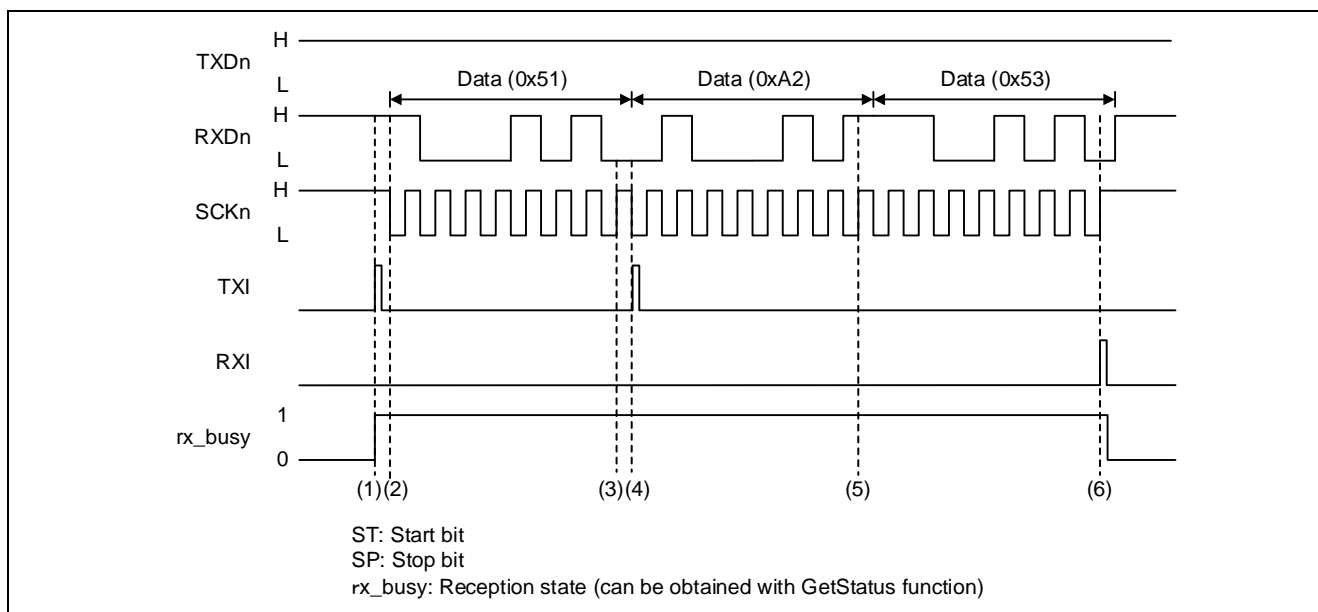 H
TXDn
L
Data (0x51) Data (0xA2) Data (0x53)
H
RXDn
L
H
SCKn
L
TXI
RXI
1
rx_busy
0
(1) (2) (3) (4) (5) (6)
ST: Start bit
SP: Stop bit
rx_busy: Reception state (can be obtained with GetStatus function)